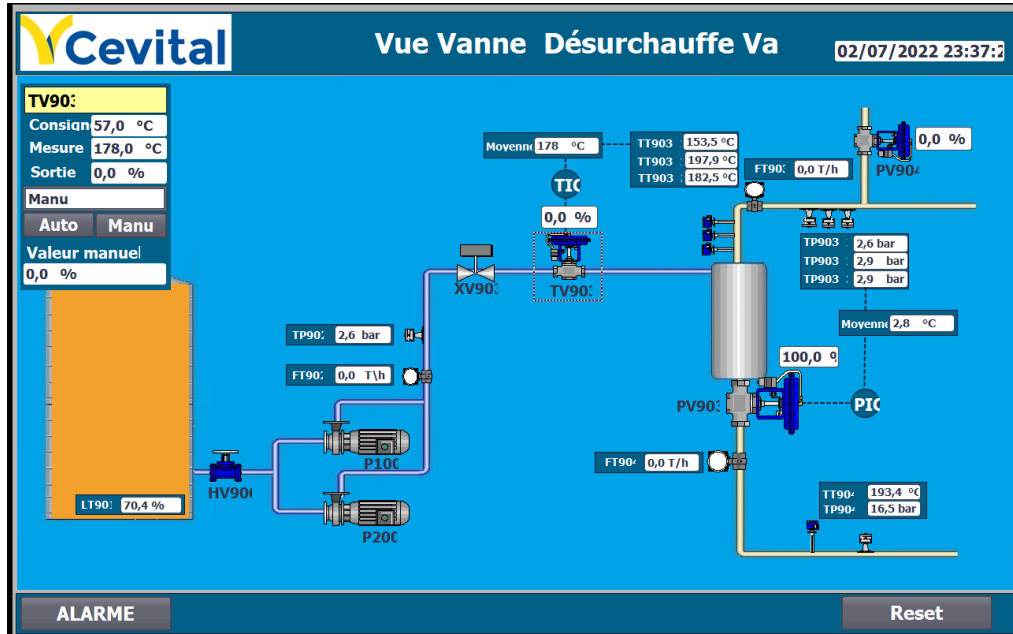 Cevital
Vue Vanne Désurchauffe Va
02/07/2022 23:37:2
TV903
Consign 57,0 °C
Mesure 178,0 °C
Sortie 0,0 %
Manu
Auto Manu
Valeur manuel
0,0 %
Moyenne 178 °C
TIC
0,0 %
TT903 : 153,5 °C
TT903 : 197,9 °C
TT903 : 182,5 °C
FT903 0,0 T/h
0,0 %
PV904
TP903 : 2,6 bar
TP903 : 2,9 bar
TP903 : 2,9 bar
Moyenne 2,8 °C
XV903
TV903
TP903 2,6 bar
FT903 0,0 T\h
100,0 %
PV903
PIC
P100
HV900
FT904 0,0 T/h
LT901 70,4 %
TT904 193,4 °C
TP904 16,5 bar
P200
ALARME
Reset